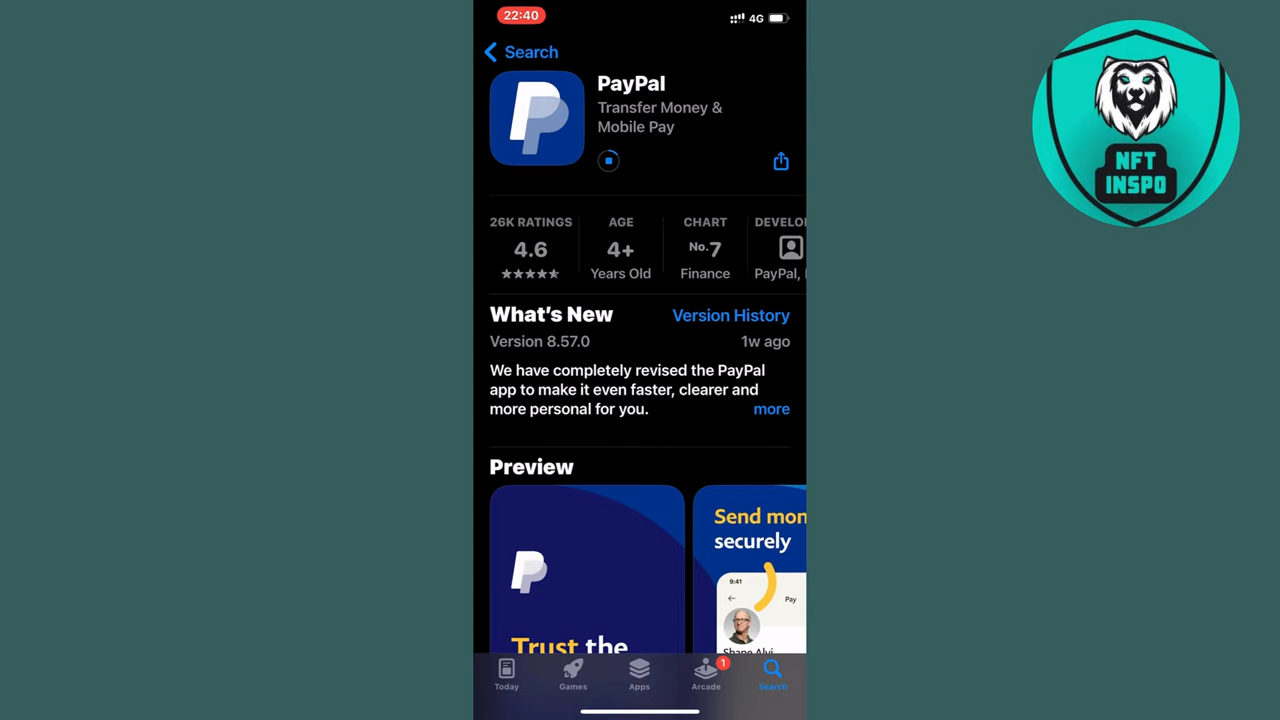 22:40
4G
Search
PayPal
Transfer Money &
Mobile Pay
26K RATINGS
AGE
CHART
DEVELO
4.6
4+
No.7
Years Old
Finance
PayPal,
What's New
Version History
Version 8.57.0
1w ago
We have completely revised the PayPal
app to make it even faster, clearer and
more personal for you.
more
Preview
Send mon
securely
9:41
Pay
Shane Alvi
Trust the
Today
Games
Apps
Arcade
1
Search
NFT
INSPO